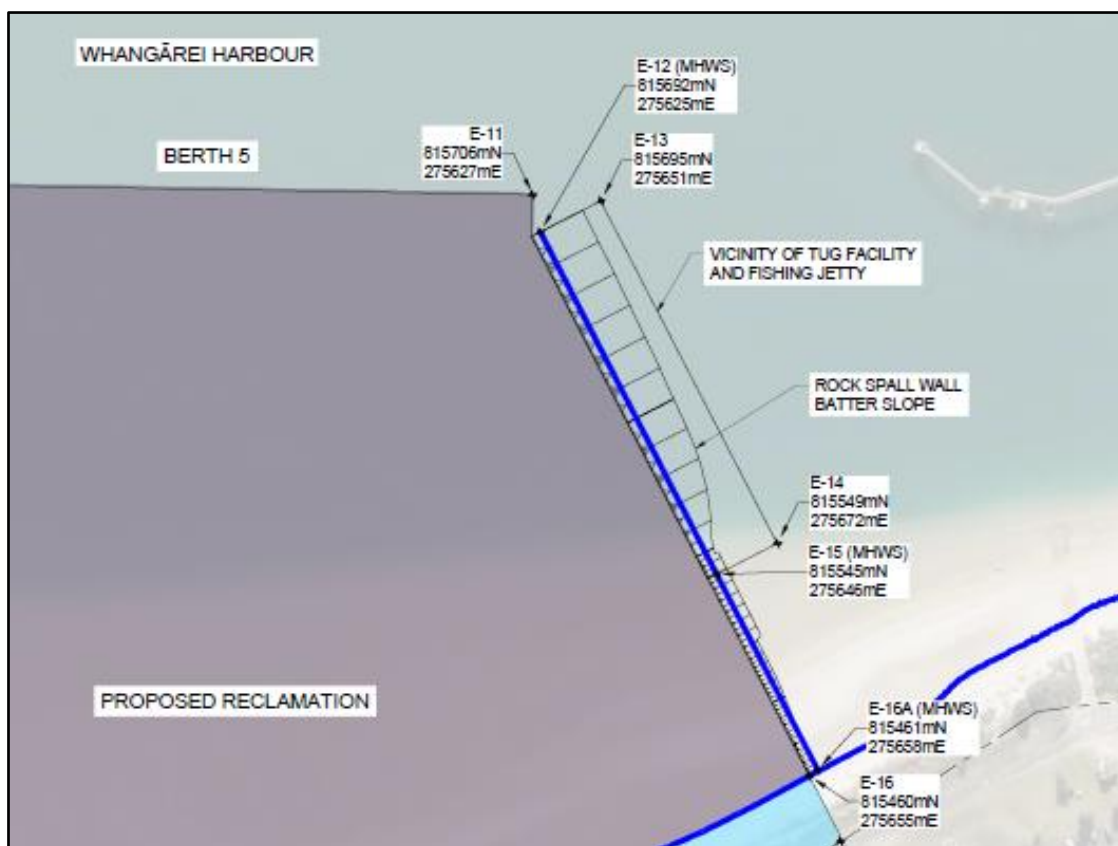 WHANGĀREI HARBOUR
E-12 (MHWS)
815692mN
275625mE
E-11
815706mN
275627mE
E-13
815695mN
275651mE
BERTH 5
VICINITY OF TUG FACILITY
AND FISHING JETTY
ROCK SPALL WALL
BATTER SLOPE
E-14
815549mN
275672mE
E-15 (MHWS)
815545mN
275646mE
PROPOSED RECLAMATION
E-16A (MHWS)
815461mN
275658mE
E-16
815460mN
275655mE